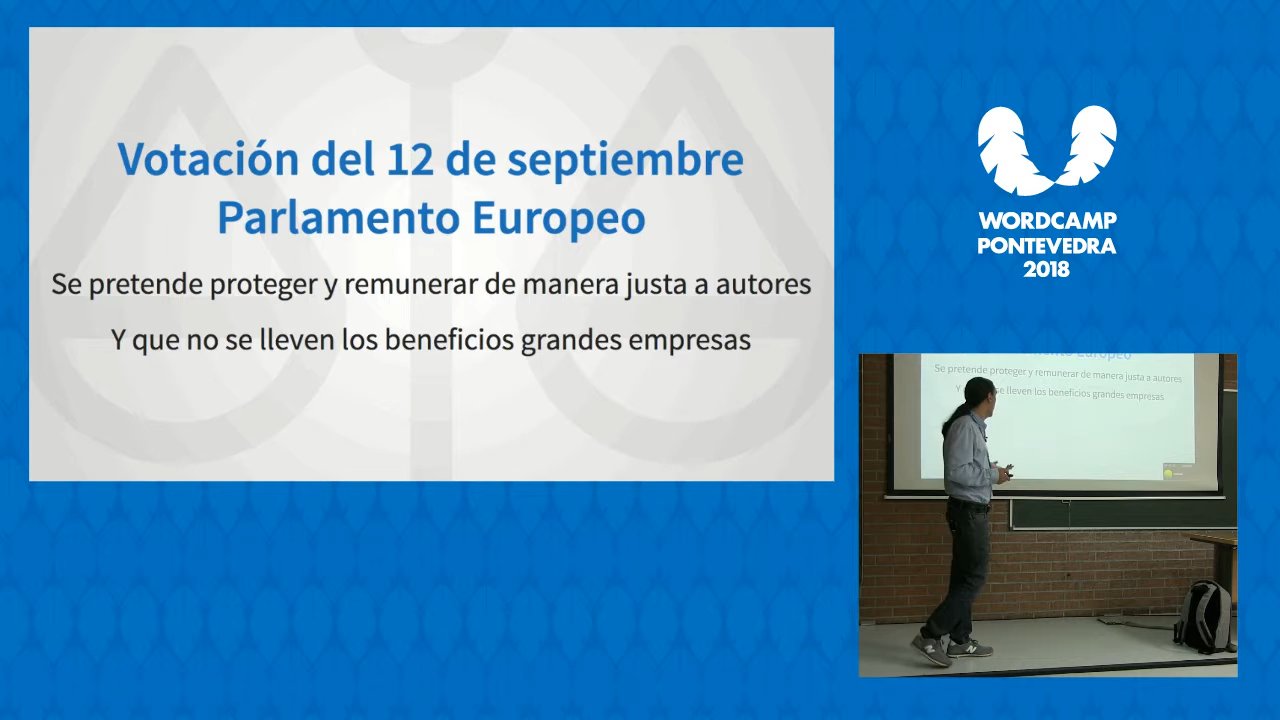 Votación del 12 de septiembre
Parlamento Europeo
Se pretende proteger y remunerar de manera justa a autores
Y que no se lleven los beneficios grandes empresas
WORDCAMP
PONTEVEDRA
2018
Se pretende proteger y remunerar de manera justa a autores
Y se lleven los beneficios grandes empresas